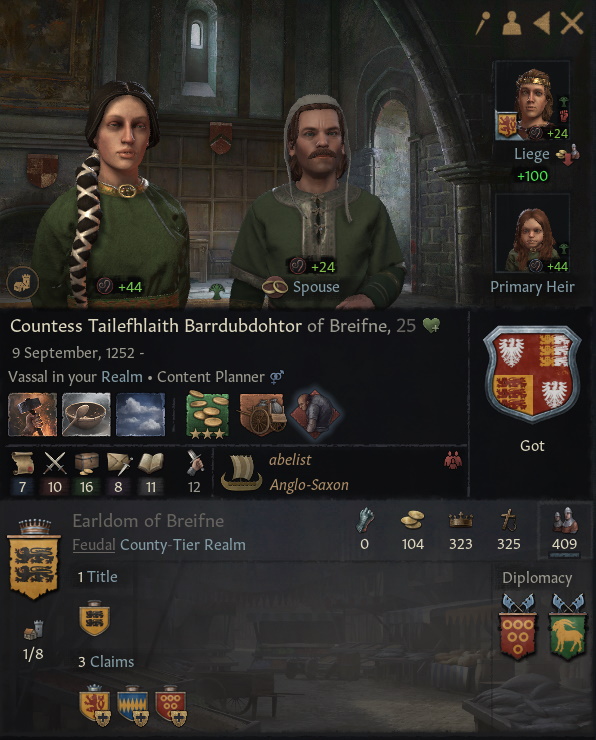 +24
Liege
+100
+44
+24
Spouse
+44
Primary Heir
Countess Tailefhlaith Barrdubdohtor of Breifne, 25
9 September, 1252 -
Vassal in your Realm • Content Planner
Got
7 10 16 8 11 12
abelist
Anglo-Saxon
Earldom of Breifne
Feudal County-Tier Realm
0 104 323 325 409
1 Title
Diplomacy
1/8
3 Claims